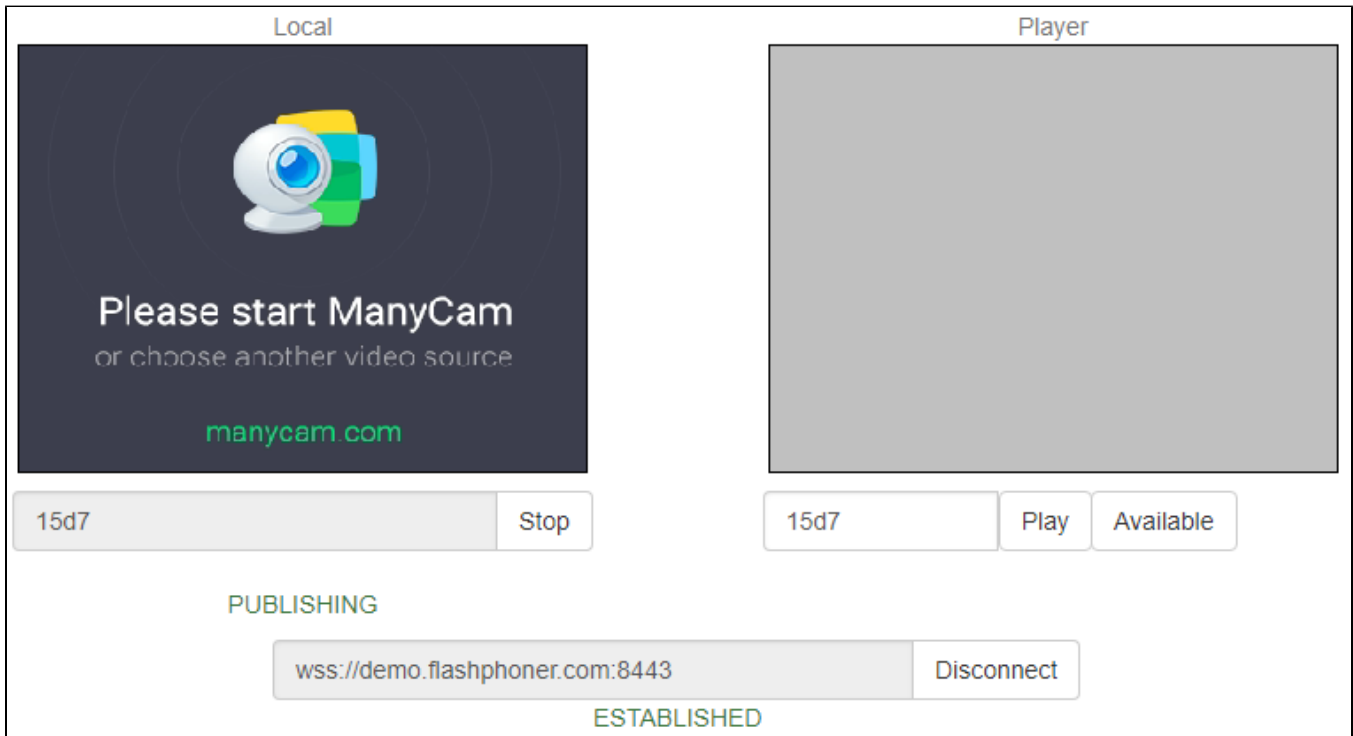 Local
Player
Please start ManyCam
or choose another video source
manycam.com
15d7
Stop
15d7
Play
Available
PUBLISHING
wss://demo.flashphoner.com:8443
Disconnect
ESTABLISHED